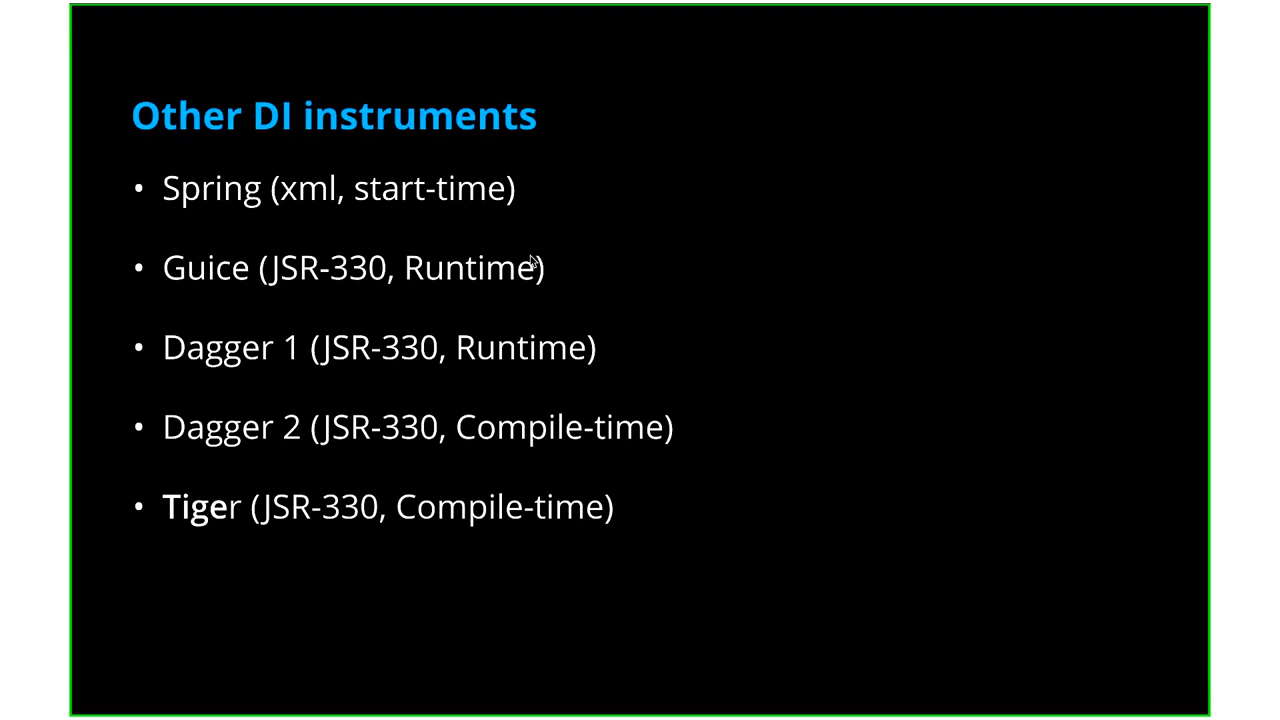 Other DI instruments
• Spring (xml, start-time)
• Guice (JSR-330, Runtime)
• Dagger 1 (JSR-330, Runtime)
• Dagger 2 (JSR-330, Compile-time)
• Tiger (JSR-330, Compile-time)